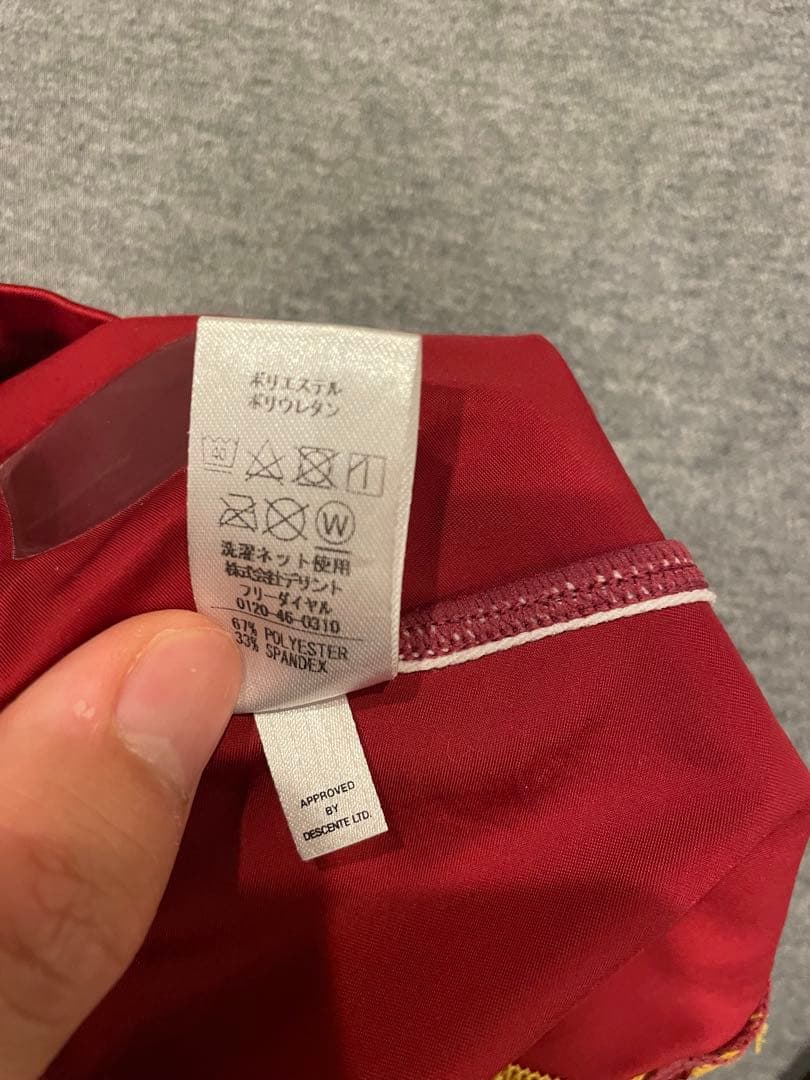 ポリエステル
ポリウレタン
40
W
洗濯ネット使用
株式会社デリント
フリーダイヤル
0120-46-0310
67% POLYESTER
33% SPANDEX
APPROVED
BY
DESCENTE LTD.